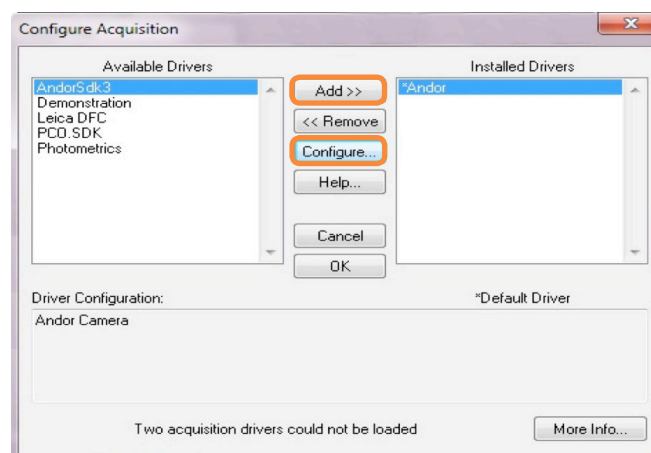 Configure Acquisition
x
Available Drivers
Installed Drivers
AndorSdk3
Demonstration
Leica DFC
PCO.SDK
Photometrics
Add >>
<< Remove
Configure...
Help...
Cancel
OK
*Andor
Driver Configuration:
*Default Driver
Andor Camera
Two acquisition drivers could not be loaded
More Info...